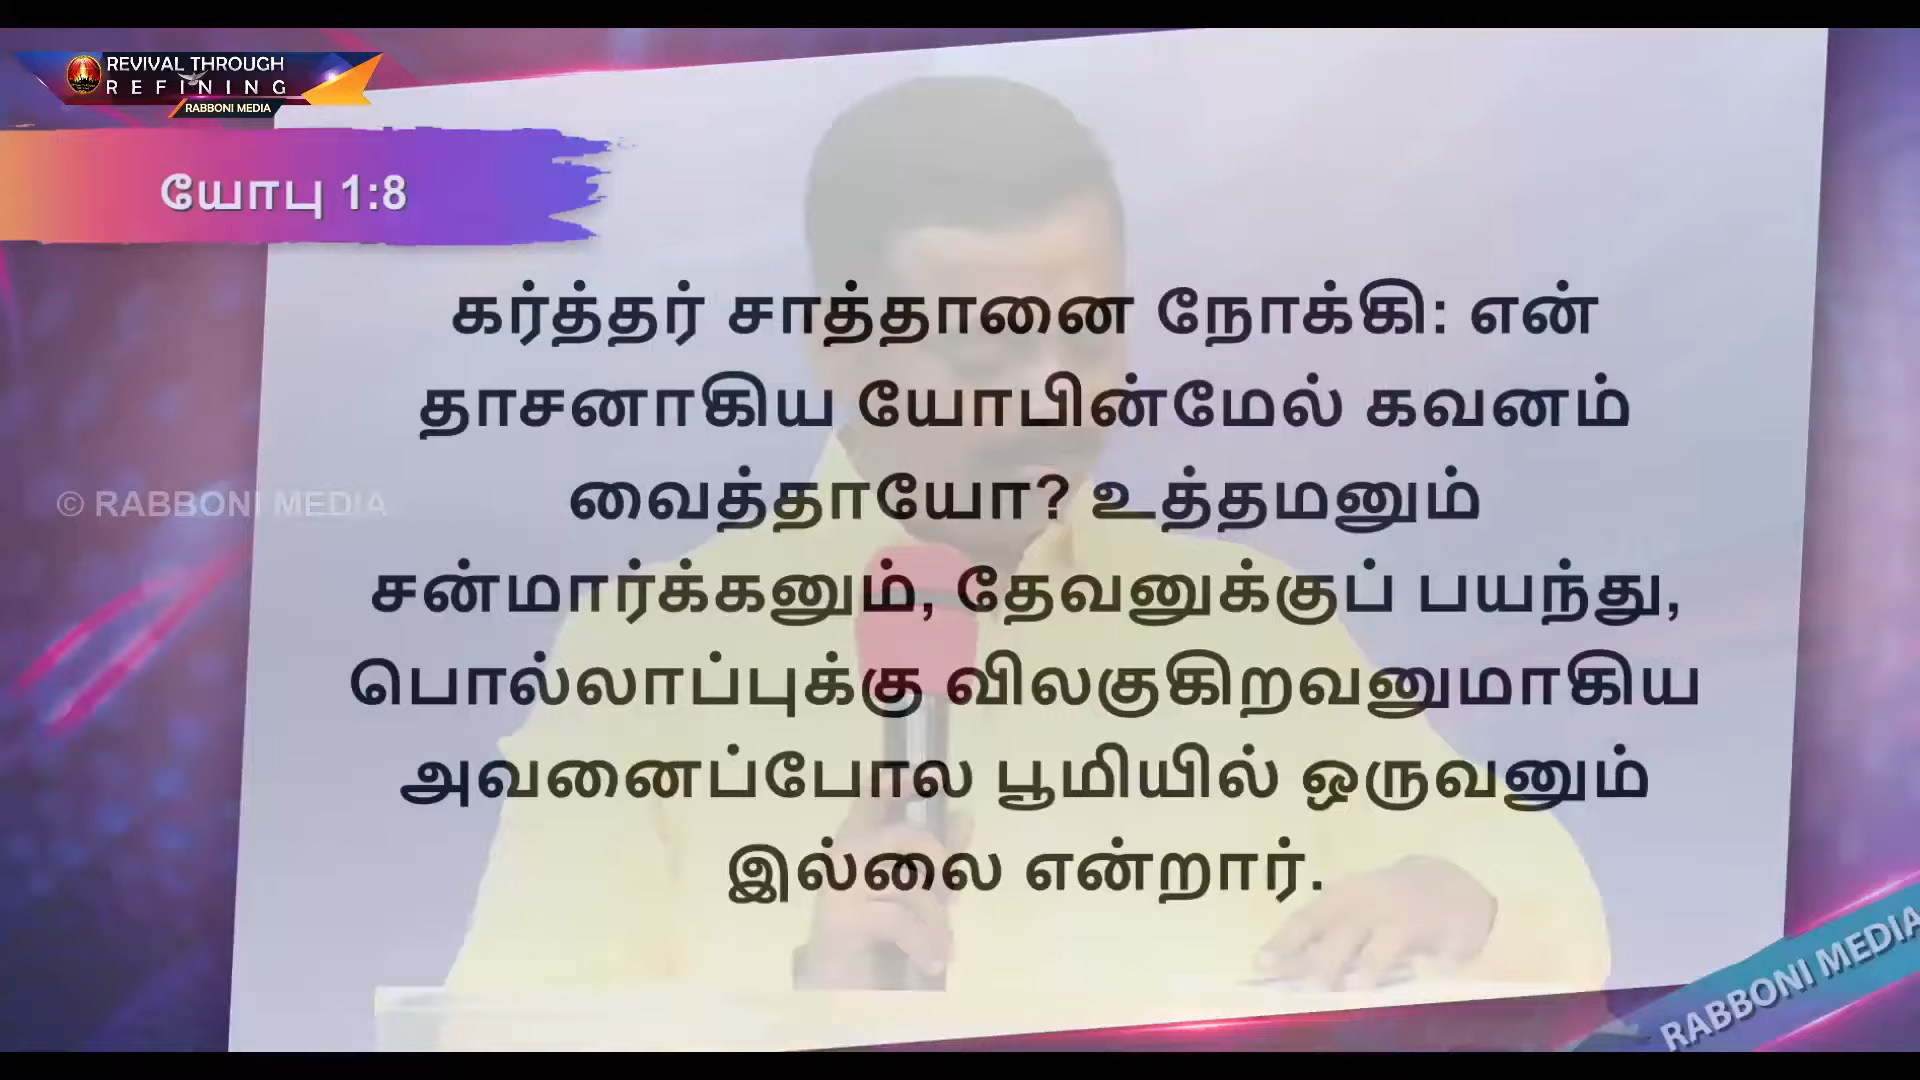 REVIVAL THROUGH
REFINING
RABBONI MEDIA
யோபு 1:8
கர்த்தர் சாத்தானை நோக்கி: என்
தாசனாகிய யோபின்மேல் கவனம்
வைத்தாயோ? உத்தமனும்
© RABBONI MEDIA
சன்மார்க்கனும், தேவனுக்குப் பயந்து,
பொல்லாப்புக்கு விலகுகிறவனுமாகிய
அவனைப்போல பூமியில் ஒருவனும்
இல்லை என்றார்.
RABBONI MEDIA